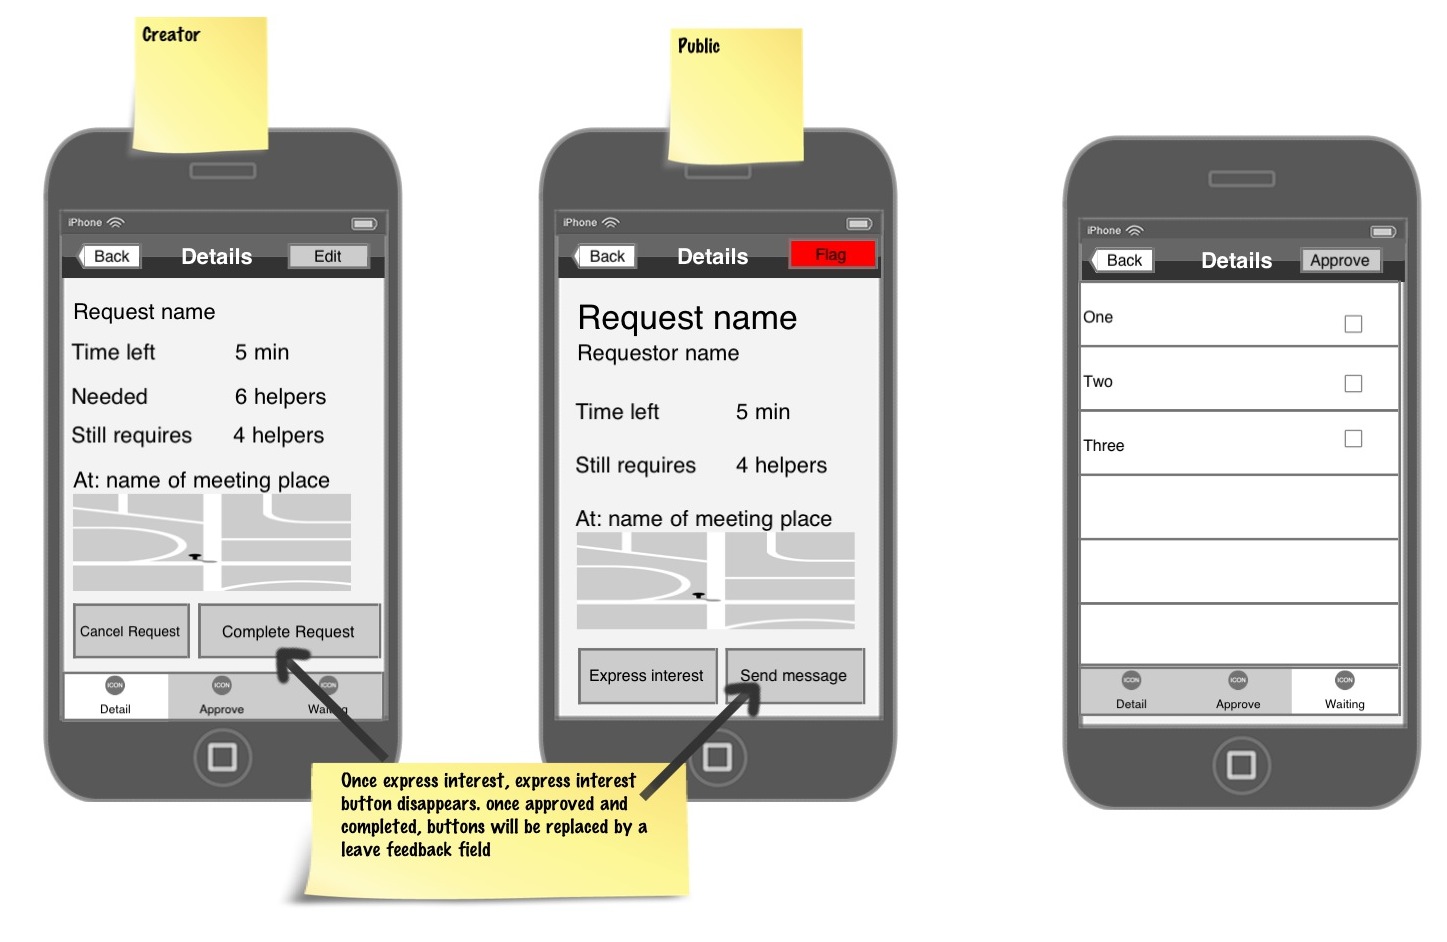 Creator
iPhone
Back Details Edit
Request name
Time left 5 min
Needed 6 helpers
Still requires 4 helpers
At: name of meeting place
Cancel Request Complete Request
ICON ICON ICON
Detail Approve Waiting
Public
iPhone
Back Details Flag
Request name
Requestor name
Time left 5 min
Still requires 4 helpers
At: name of meeting place
Express interest Send message
Once express interest, express interest
button disappears. once approved and
completed, buttons will be replaced by a
leave feedback field
iPhone
Back Details Approve
One
Two
Three
ICON ICON ICON
Detail Approve Waiting